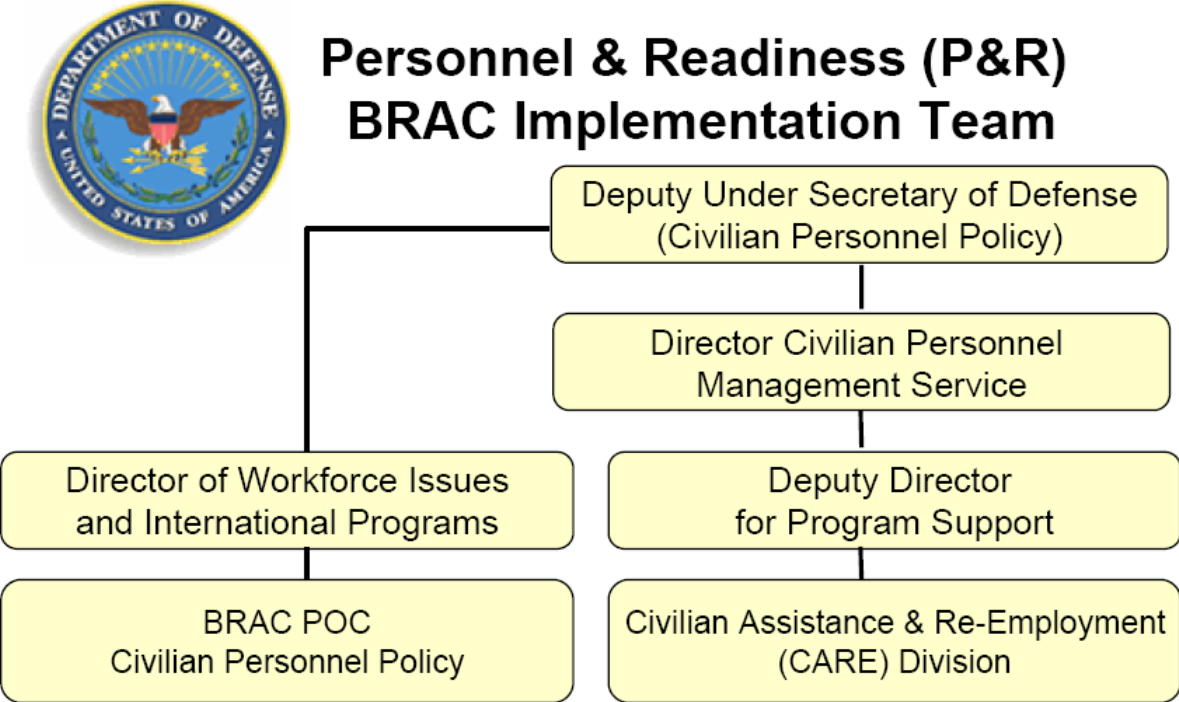 DEPARTMENT OF DEFENSE
UNITED STATES OF AMERICA
Personnel & Readiness (P&R)
BRAC Implementation Team
Deputy Under Secretary of Defense
(Civilian Personnel Policy)
Director Civilian Personnel
Management Service
Director of Workforce Issues
and International Programs
Deputy Director
for Program Support
BRAC POC
Civilian Personnel Policy
Civilian Assistance & Re-Employment
(CARE) Division